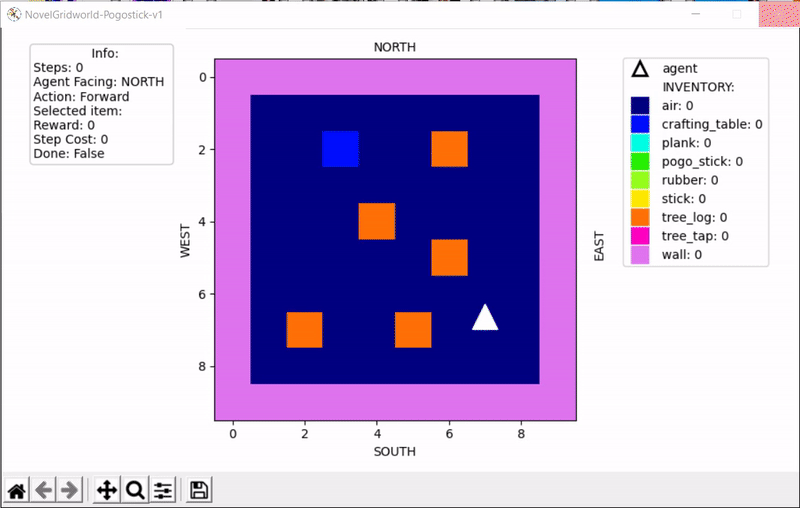 NovelGridworld-Pogostick-v1
Info:
Steps: 0
Agent Facing: NORTH
Action: Forward
Selected item:
Reward: 0
Step Cost: 0
Done: False
NORTH
WEST
EAST
SOUTH
0
2
4
6
8
0
2
4
6
8
agent
INVENTORY:
air: 0
crafting_table: 0
plank: 0
pogo_stick: 0
rubber: 0
stick: 0
tree_log: 0
tree_tap: 0
wall: 0